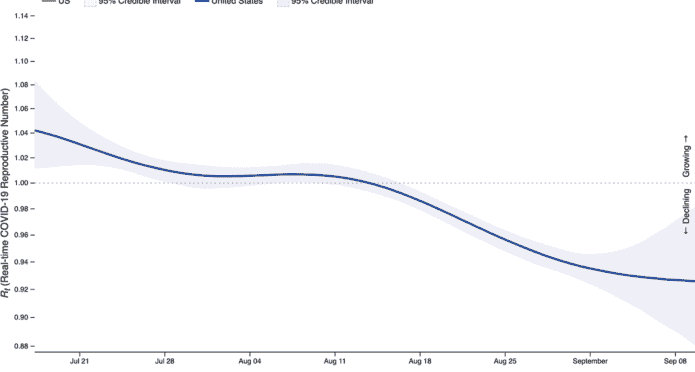 US 95% Credible Interval United States 95% Credible Interval
1.14
1.12
1.10
1.08
1.06
1.04
1.02
1.00
0.98
0.96
0.94
0.92
0.90
0.88
Rt (Real-time COVID-19 Reproductive Number)
Growing →
← Declining
Jul 21 Jul 28 Aug 04 Aug 11 Aug 18 Aug 25 September Sep 08